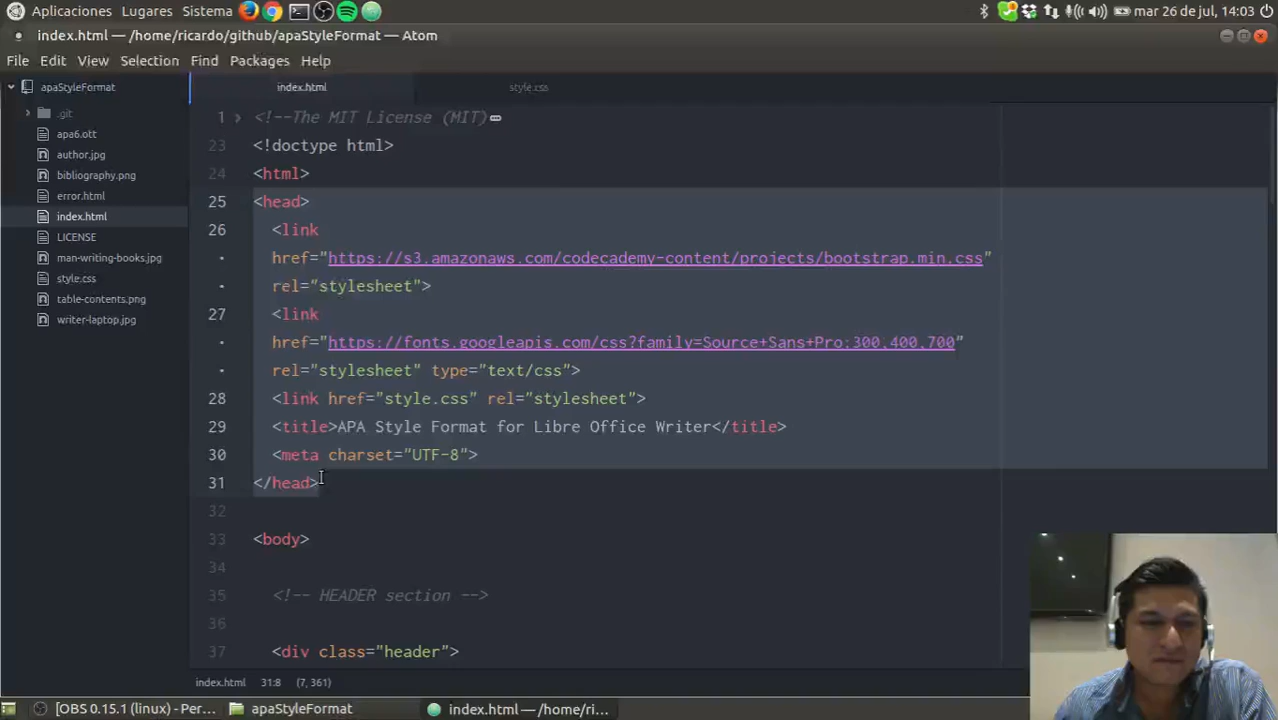 Aplicaciones Lugares Sistema mar 26 de jul, 14:03
index.html — /home/ricardo/github/apaStyleFormat — Atom
File Edit View Selection Find Packages Help
apaStyleFormat
.git
apa6.ott
author.jpg
bibliography.png
error.html
index.html
LICENSE
man-writing-books.jpg
style.css
table-contents.png
writer-laptop.jpg
index.html style.css
1 <!--The MIT License (MIT)
23 <!doctype html>
24 <html>
25 <head>
26 <link
href="https://s3.amazonaws.com/codecademy-content/projects/bootstrap.min.css"
rel="stylesheet">
27 <link
href="https://fonts.googleapis.com/css?family=Source+Sans+Pro:300,400,700"
rel="stylesheet" type="text/css">
28 <link href="style.css" rel="stylesheet">
29 <title>APA Style Format for Libre Office Writer</title>
30 <meta charset="UTF-8">
31 </head>
32
33 <body>
34
35 <!-- HEADER section -->
36
37 <div class="header">
index.html 31:8 (7, 361)
[OBS 0.15.1 (linux) - Per... apaStyleFormat index.html — /home/ri...